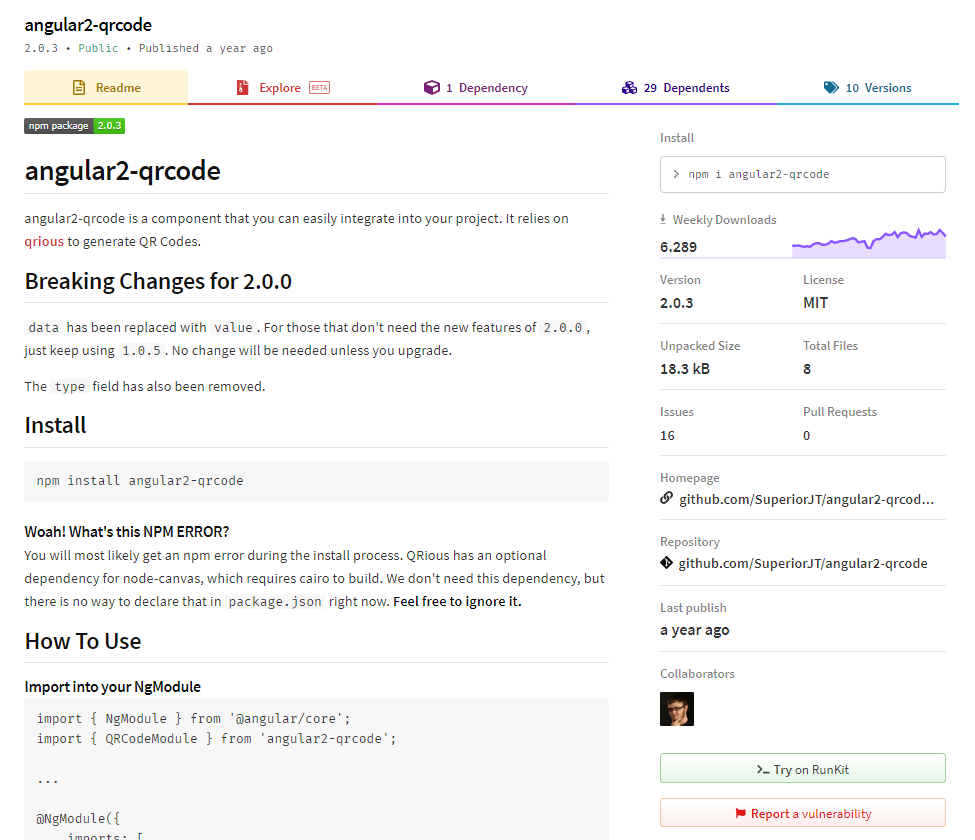 angular2-qrcode
2.0.3 • Public • Published a year ago
Readme
Explore BETA
1 Dependency
29 Dependents
10 Versions
npm package 2.0.3
angular2-qrcode
angular2-qrcode is a component that you can easily integrate into your project. It relies on
qrious to generate QR Codes.
Breaking Changes for 2.0.0
data has been replaced with value. For those that don't need the new features of 2.0.0,
just keep using 1.0.5. No change will be needed unless you upgrade.
The type field has also been removed.
Install
npm install angular2-qrcode
Woah! What's this NPM ERROR?
You will most likely get an npm error during the install process. QRious has an optional
dependency for node-canvas, which requires cairo to build. We don't need this dependency, but
there is no way to declare that in package.json right now. Feel free to ignore it.
How To Use
Import into your NgModule
import { NgModule } from '@angular/core';
import { QRCodeModule } from 'angular2-qrcode';
...
@NgModule({
imports: [
Install
> npm i angular2-qrcode
Weekly Downloads
6.289
Version
2.0.3
License
MIT
Unpacked Size
18.3 kB
Total Files
8
Issues
16
Pull Requests
0
Homepage
github.com/SuperiorJT/angular2-qrcod...
Repository
github.com/SuperiorJT/angular2-qrcode
Last publish
a year ago
Collaborators
>_ Try on RunKit
Report a vulnerability